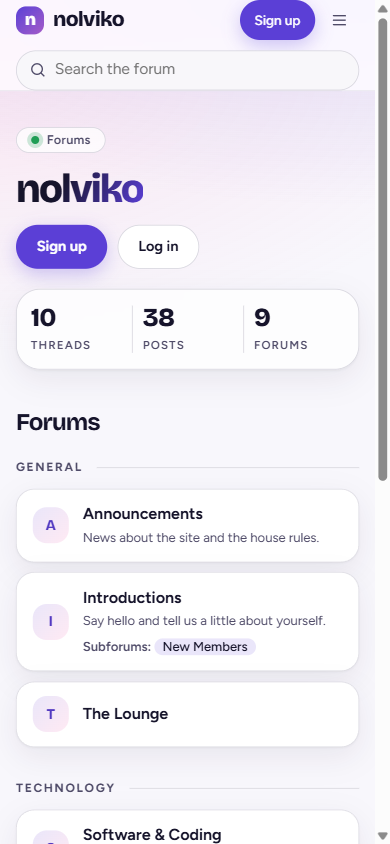 n nolviko
Sign up
Search the forum
Forums
nolviko
Sign up
Log in
10
THREADS
38
POSTS
9
FORUMS
Forums
GENERAL
A
Announcements
News about the site and the house rules.
I
Introductions
Say hello and tell us a little about yourself.
Subforums: New Members
T
The Lounge
TECHNOLOGY
Software & Coding